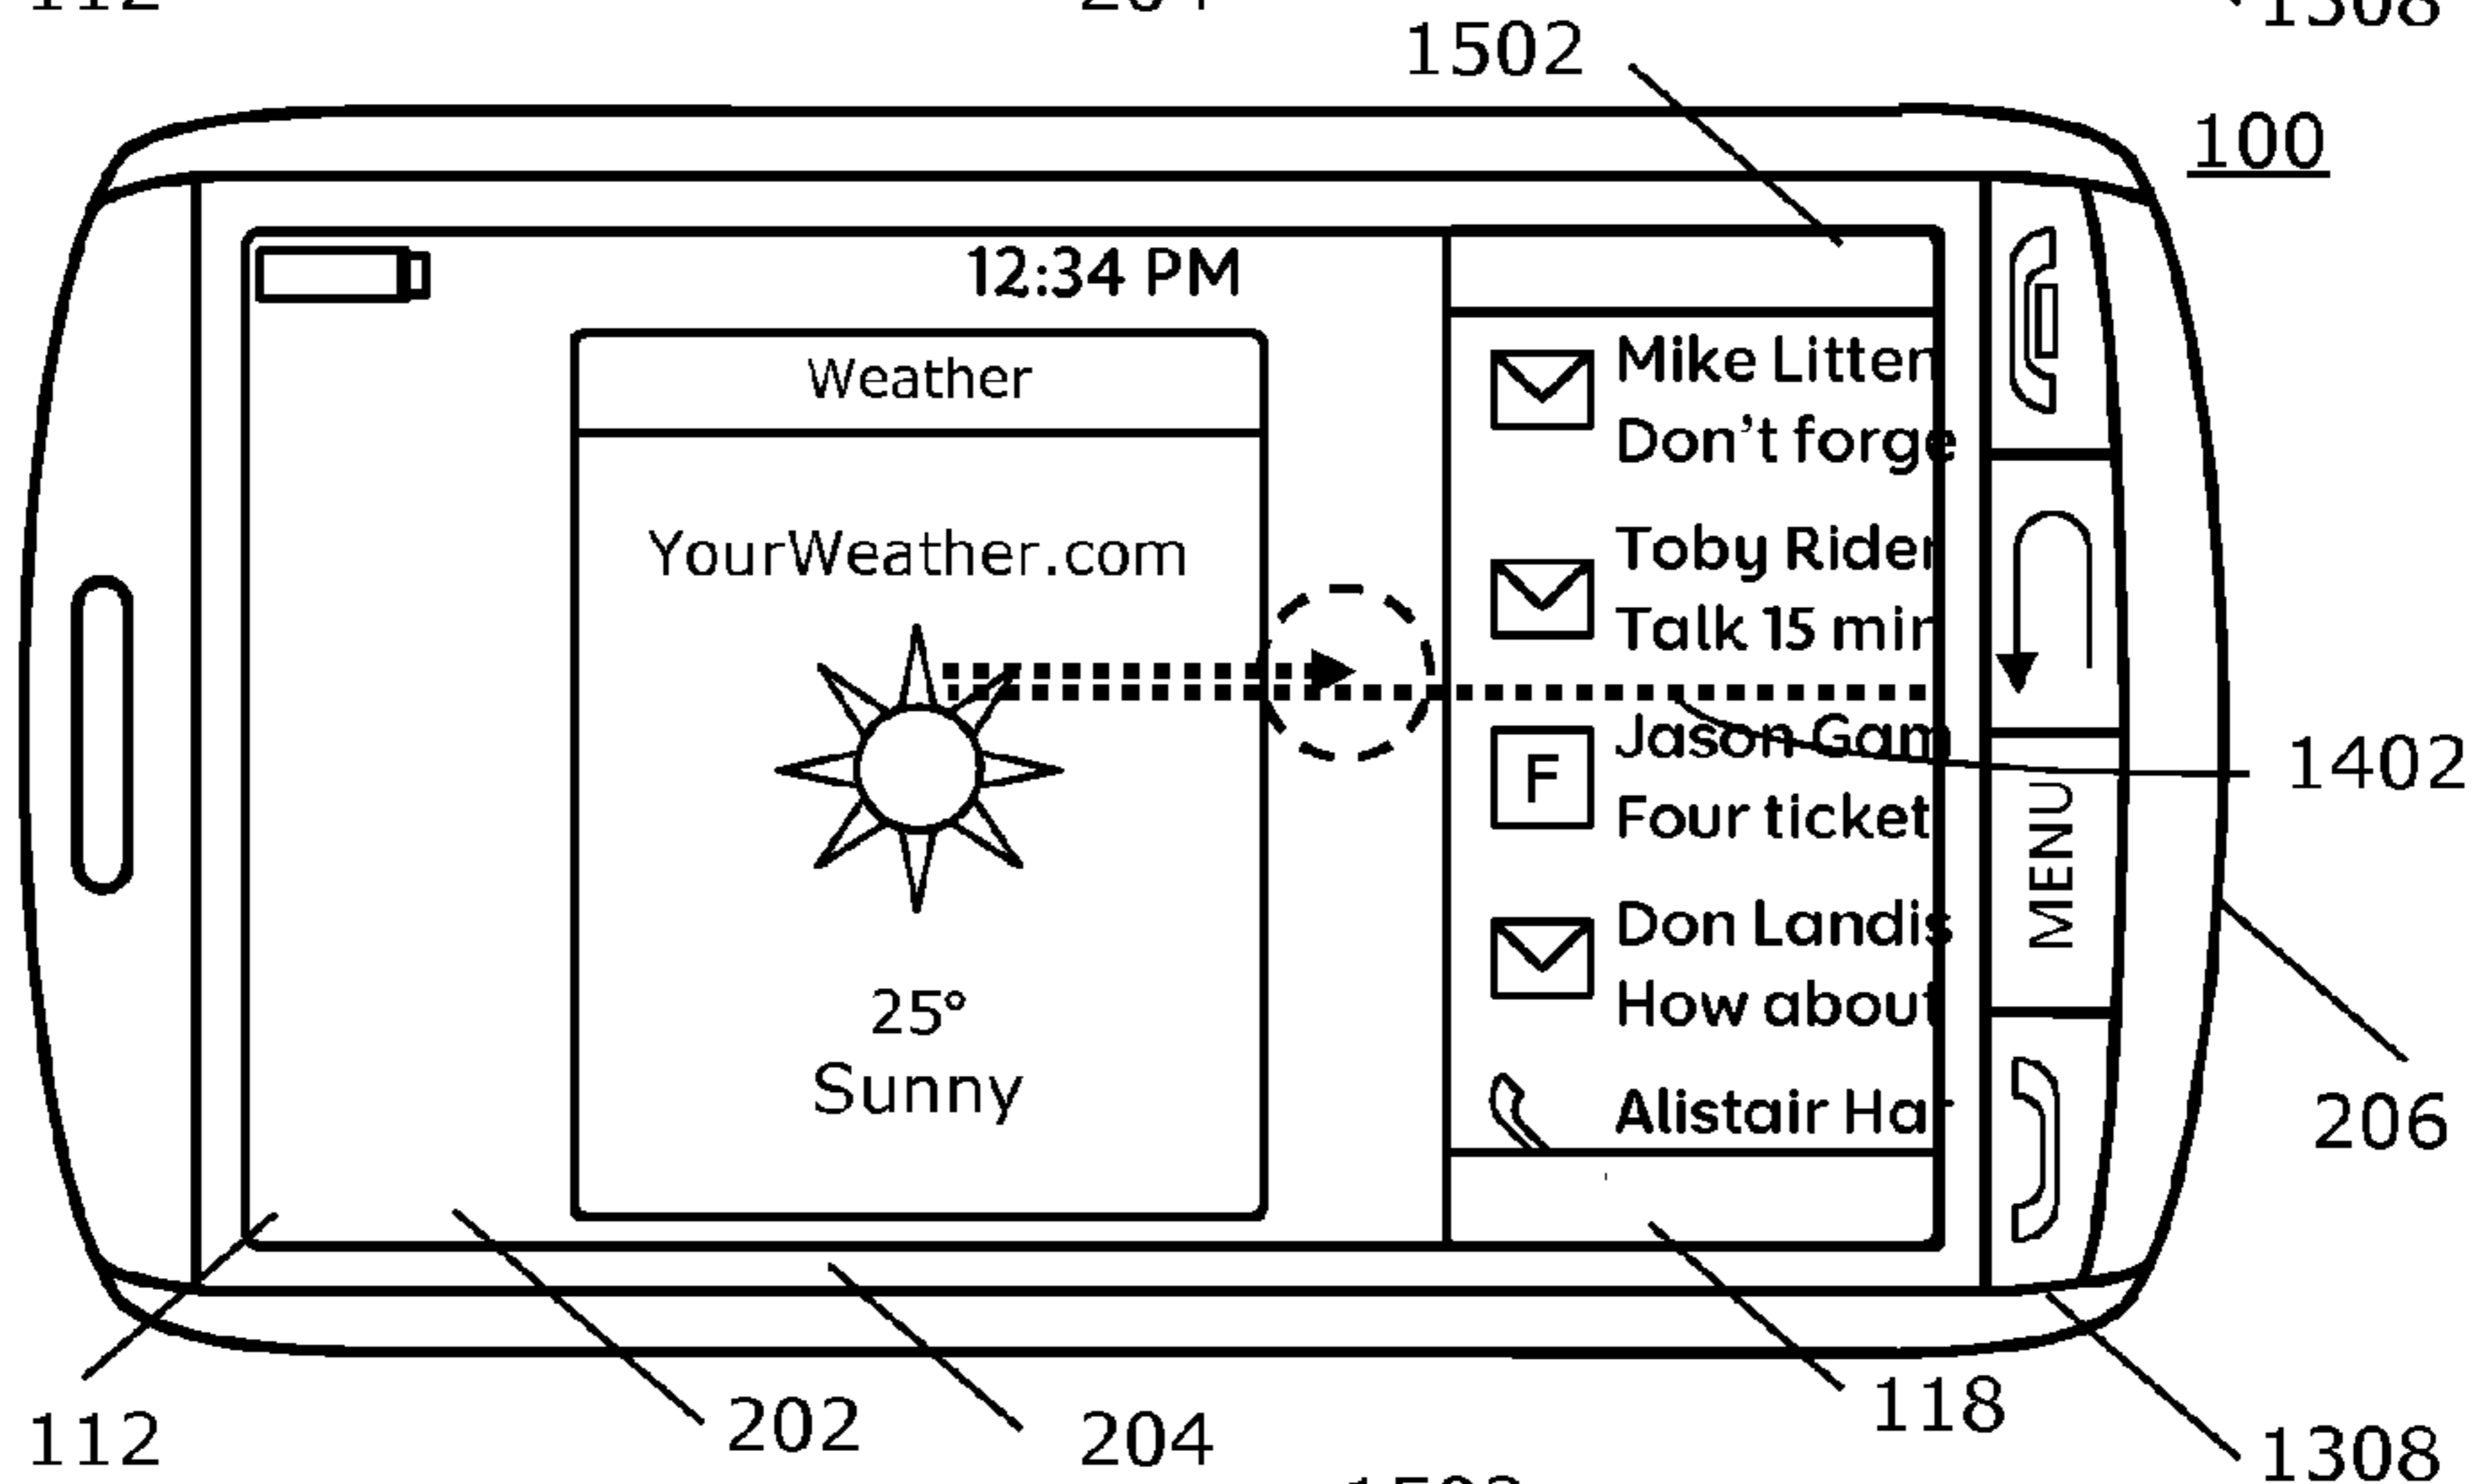 1502
100
12:34 PM
Weather
YourWeather.com
25°
Sunny
Mike Litten
Don't forge
Toby Rider
Talk 15 min
Jason Gam
Four ticket
F
Don Landis
How about
Alistair Har
MENU
1402
206
112
202
204
118
1308